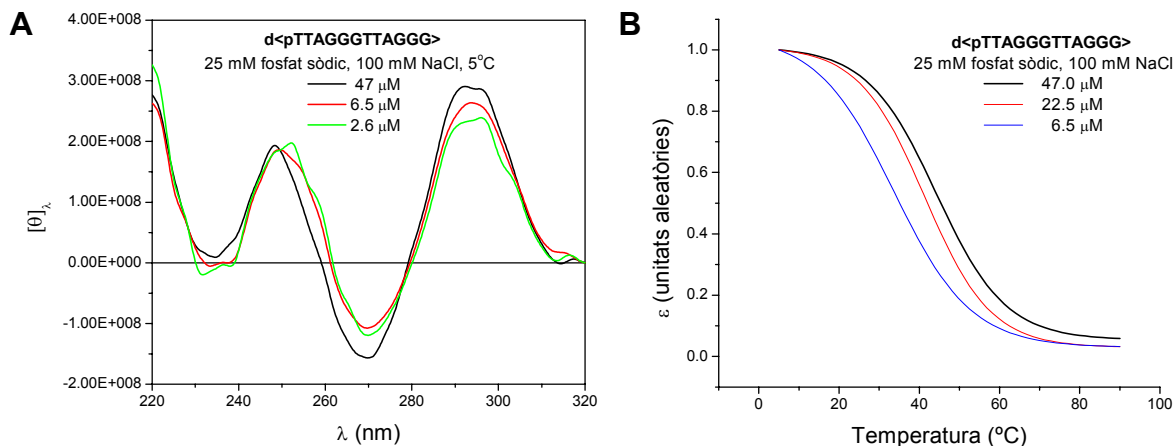 A
d<pTTAGGGTTAGGG>
25 mM fosfat sòdic, 100 mM NaCl, 5°C
47 μM
6.5 μM
2.6 μM
4.00E+008
3.00E+008
2.00E+008
1.00E+008
0.00E+000
-1.00E+008
-2.00E+008
[θ]λ
220 240 260 280 300 320
λ (nm)
B
d<pTTAGGGTTAGGG>
25 mM fosfat sòdic, 100 mM NaCl
47.0 μM
22.5 μM
6.5 μM
1.0
0.8
0.6
0.4
0.2
0.0
ε (unitats aleatòries)
0 20 40 60 80 100
Temperatura (ºC)